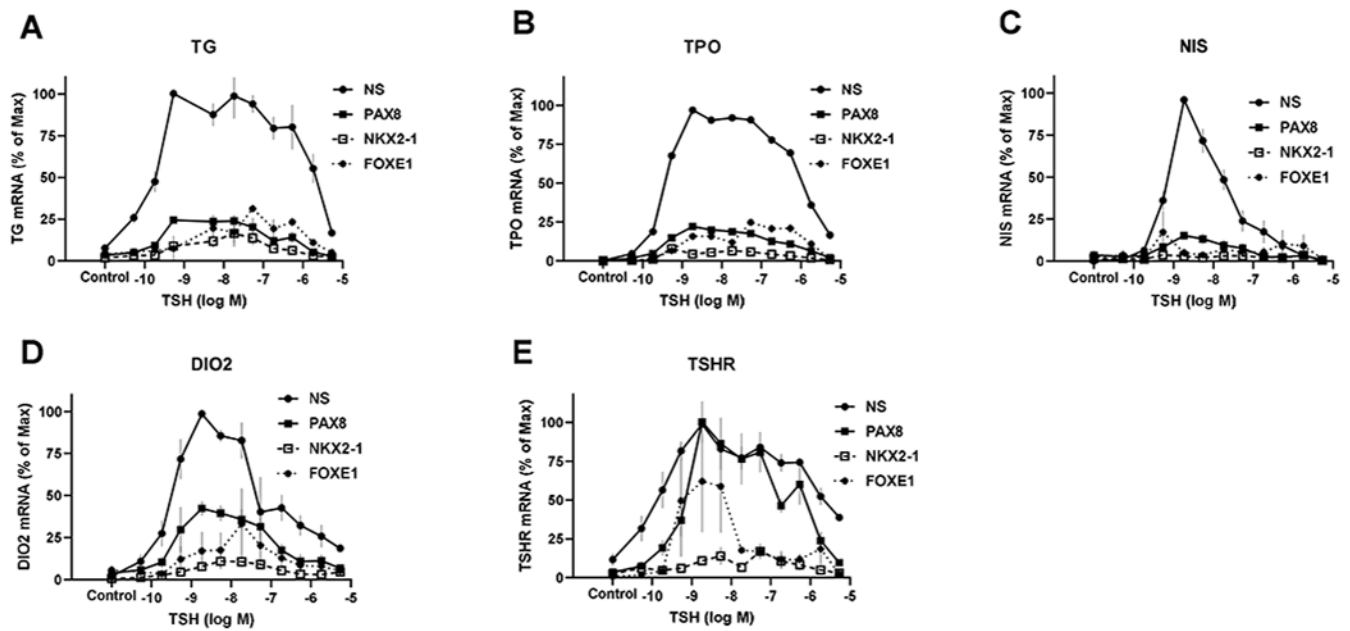 A
TG
TG mRNA (% of Max)
100
75
50
25
0
Control -10 -9 -8 -7 -6 -5
TSH (log M)
NS
PAX8
NKX2-1
FOXE1
B
TPO
TPO mRNA (% of Max)
100
75
50
25
0
Control -10 -9 -8 -7 -6 -5
TSH (log M)
NS
PAX8
NKX2-1
FOXE1
C
NIS
NIS mRNA (% of Max)
100
75
50
25
0
Control -10 -9 -8 -7 -6 -5
TSH (log M)
NS
PAX8
NKX2-1
FOXE1
D
DIO2
DIO2 mRNA (% of Max)
100
75
50
25
0
Control -10 -9 -8 -7 -6 -5
TSH (log M)
NS
PAX8
NKX2-1
FOXE1
E
TSHR
TSHR mRNA (% of Max)
100
75
50
25
0
Control -10 -9 -8 -7 -6 -5
TSH (log M)
NS
PAX8
NKX2-1
FOXE1